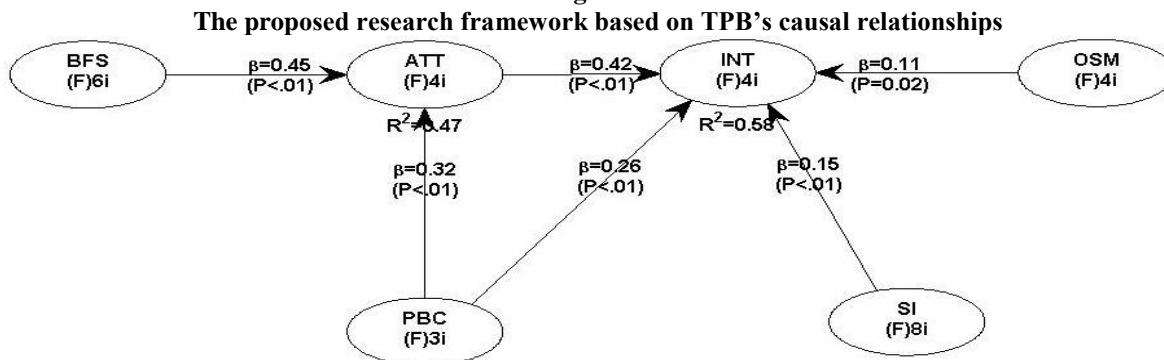 The proposed research framework based on TPB's causal relationships
BFS
(F)6i
β=0.45
(P<.01)
ATT
(F)4i
R²=0.47
β=0.42
(P<.01)
INT
(F)4i
R²=0.58
β=0.11
(P=0.02)
OSM
(F)4i
β=0.32
(P<.01)
β=0.26
(P<.01)
β=0.15
(P<.01)
PBC
(F)3i
SI
(F)8i